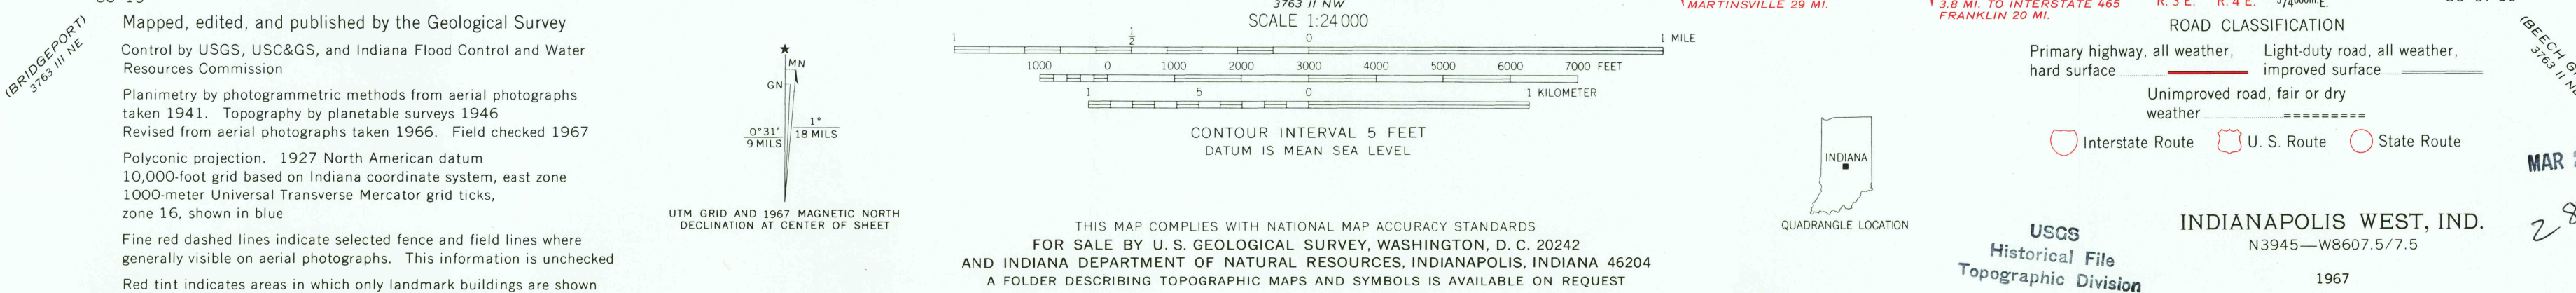 (BRIDGEPORT)
3763 III NE
Mapped, edited, and published by the Geological Survey
Control by USGS, USC&GS, and Indiana Flood Control and Water
Resources Commission
Planimetry by photogrammetric methods from aerial photographs
taken 1941. Topography by planetable surveys 1946
Revised from aerial photographs taken 1966. Field checked 1967
Polyconic projection. 1927 North American datum
10,000-foot grid based on Indiana coordinate system, east zone
1000-meter Universal Transverse Mercator grid ticks,
zone 16, shown in blue
Fine red dashed lines indicate selected fence and field lines where
generally visible on aerial photographs. This information is unchecked
Red tint indicates areas in which only landmark buildings are shown
★
MN
GN
0°31′
9 MILS
1°
18 MILS
UTM GRID AND 1967 MAGNETIC NORTH
DECLINATION AT CENTER OF SHEET
3763 II NW
SCALE 1:24 000
1 ½ 0 1 MILE
1000 0 1000 2000 3000 4000 5000 6000 7000 FEET
1 .5 0 1 KILOMETER
CONTOUR INTERVAL 5 FEET
DATUM IS MEAN SEA LEVEL
THIS MAP COMPLIES WITH NATIONAL MAP ACCURACY STANDARDS
FOR SALE BY U. S. GEOLOGICAL SURVEY, WASHINGTON, D. C. 20242
AND INDIANA DEPARTMENT OF NATURAL RESOURCES, INDIANAPOLIS, INDIANA 46204
A FOLDER DESCRIBING TOPOGRAPHIC MAPS AND SYMBOLS IS AVAILABLE ON REQUEST
MARTINSVILLE 29 MI.
3.8 MI. TO INTERSTATE 465
FRANKLIN 20 MI.
R. 3 E. R. 4 E.
INDIANA
QUADRANGLE LOCATION
ROAD CLASSIFICATION
Primary highway, all weather,
hard surface
Light-duty road, all weather,
improved surface
Unimproved road, fair or dry
weather
Interstate Route U. S. Route State Route
(BEECH G
3763 II NE
MAR
28
USGS
Historical File
Topographic Division
INDIANAPOLIS WEST, IND.
N3945—W8607.5/7.5
1967